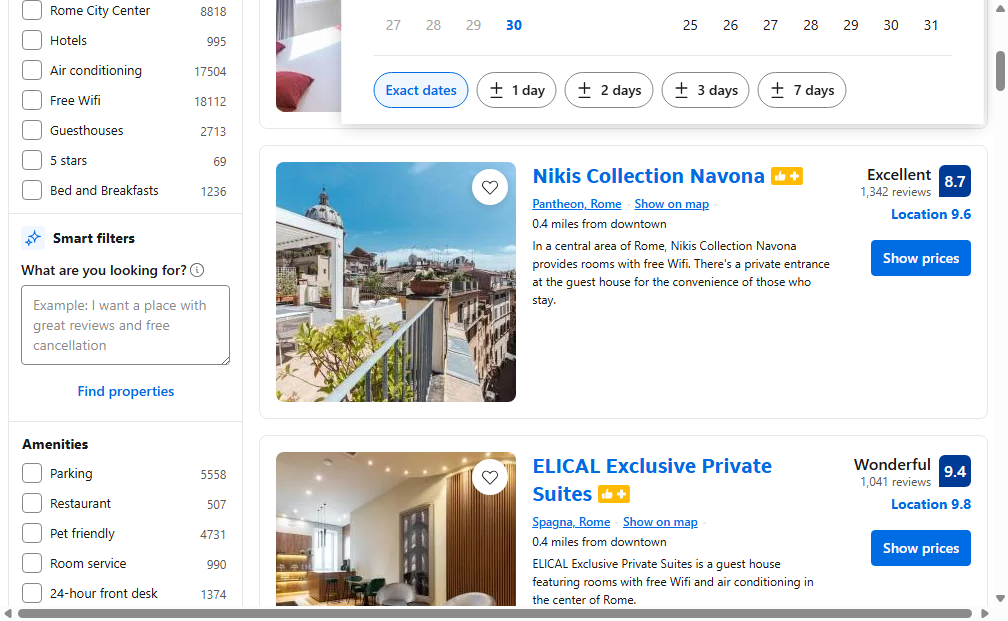 Rome City Center 8818
Hotels 995
Air conditioning 17504
Free Wifi 18112
Guesthouses 2713
5 stars 69
Bed and Breakfasts 1236
Smart filters
What are you looking for?
Example: I want a place with
great reviews and free
cancellation
Find properties
Amenities
Parking 5558
Restaurant 507
Pet friendly 4731
Room service 990
24-hour front desk 1374
27 28 29 30 25 26 27 28 29 30 31
Exact dates ± 1 day ± 2 days ± 3 days ± 7 days
Nikis Collection Navona
Pantheon, Rome · Show on map ·
0.4 miles from downtown
In a central area of Rome, Nikis Collection Navona
provides rooms with free Wifi. There's a private entrance
at the guest house for the convenience of those who
stay.
Excellent 8.7
1,342 reviews
Location 9.6
Show prices
ELICAL Exclusive Private
Suites
Spagna, Rome · Show on map ·
0.4 miles from downtown
ELICAL Exclusive Private Suites is a guest house
featuring rooms with free Wifi and air conditioning in
the center of Rome.
Wonderful 9.4
1,041 reviews
Location 9.8
Show prices